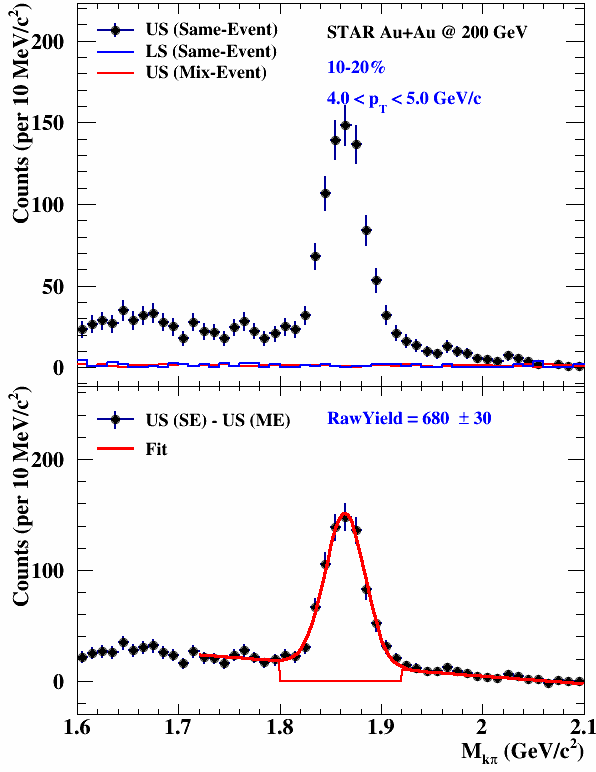 US (Same-Event)
LS (Same-Event)
US (Mix-Event)
STAR Au+Au @ 200 GeV
10-20%
4.0 < pT < 5.0 GeV/c
Counts (per 10 MeV/c²)
200
150
100
50
0
US (SE) - US (ME)
Fit
RawYield = 680 ± 30
Counts (per 10 MeV/c²)
200
100
0
1.6 1.7 1.8 1.9 2 2.1
Mkπ (GeV/c²)